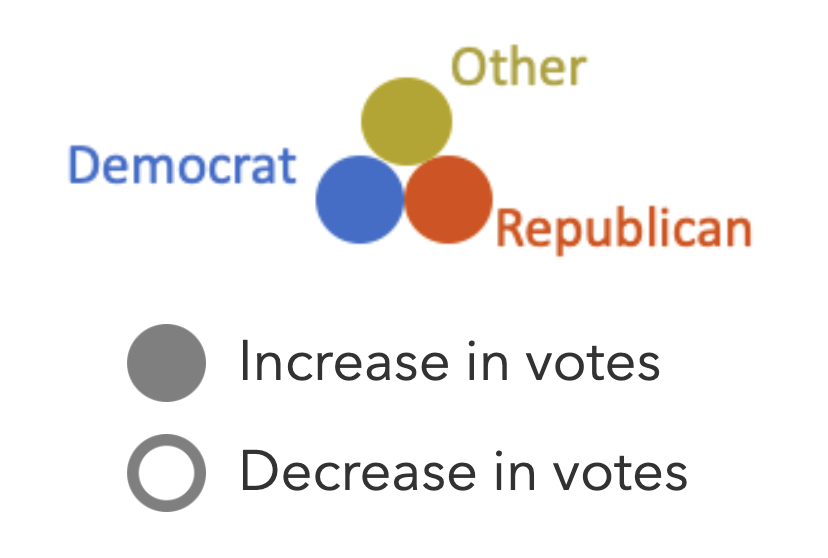 Other
Democrat
Republican
Increase in votes
Decrease in votes